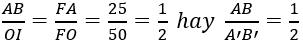 AB/OI = FA/FO = 25/50 = 1/2 hay AB/A′B′ = 1/2